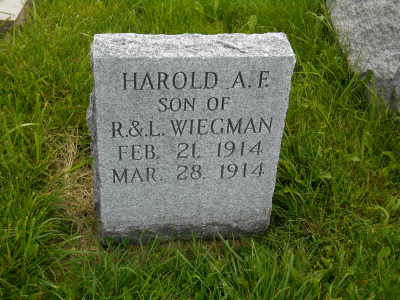 HAROLD A. F.
SON OF
R.&L. WIEGMAN
FEB. 21. 1914
MAR. 28. 1914